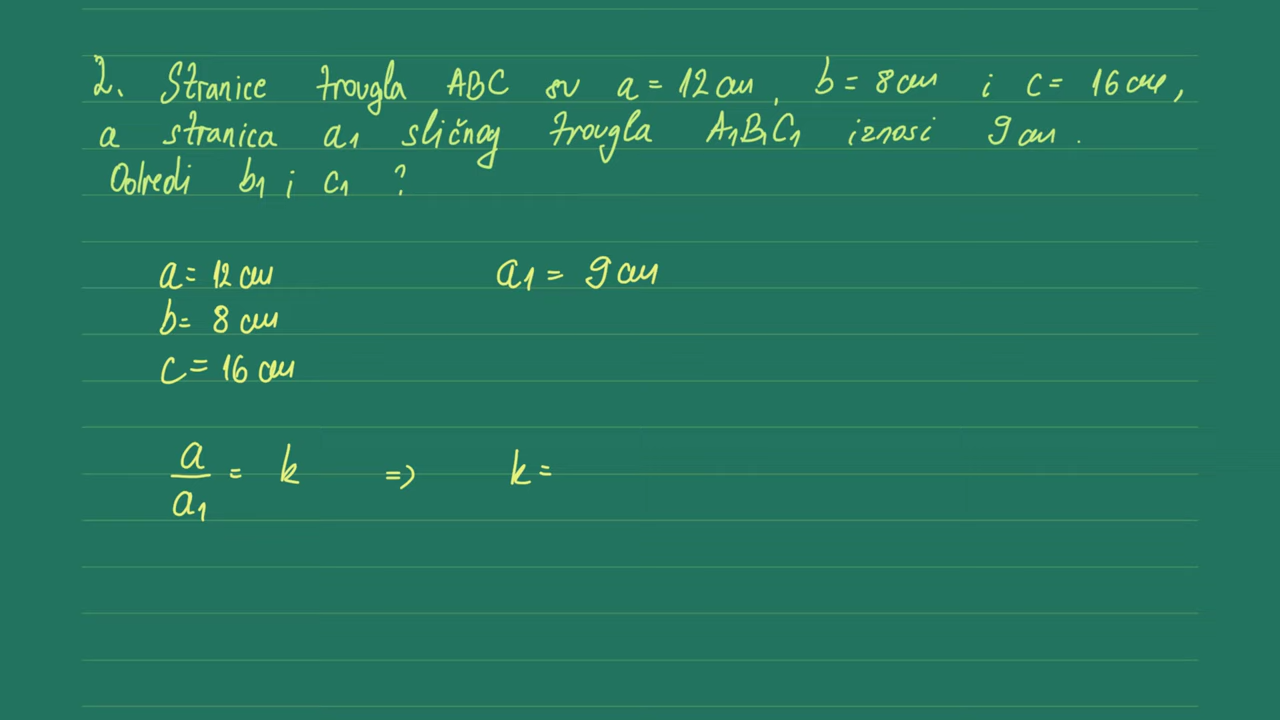 2. Stranice trougla ABC su a = 12 cm, b = 8 cm i c = 16 cm,
a stranica a₁ sličnog trougla A₁B₁C₁ iznosi 9 cm.
Odredi b₁ i c₁ ?
a = 12 cm a₁ = 9 cm
b = 8 cm
c = 16 cm
a/a₁ = k => k =